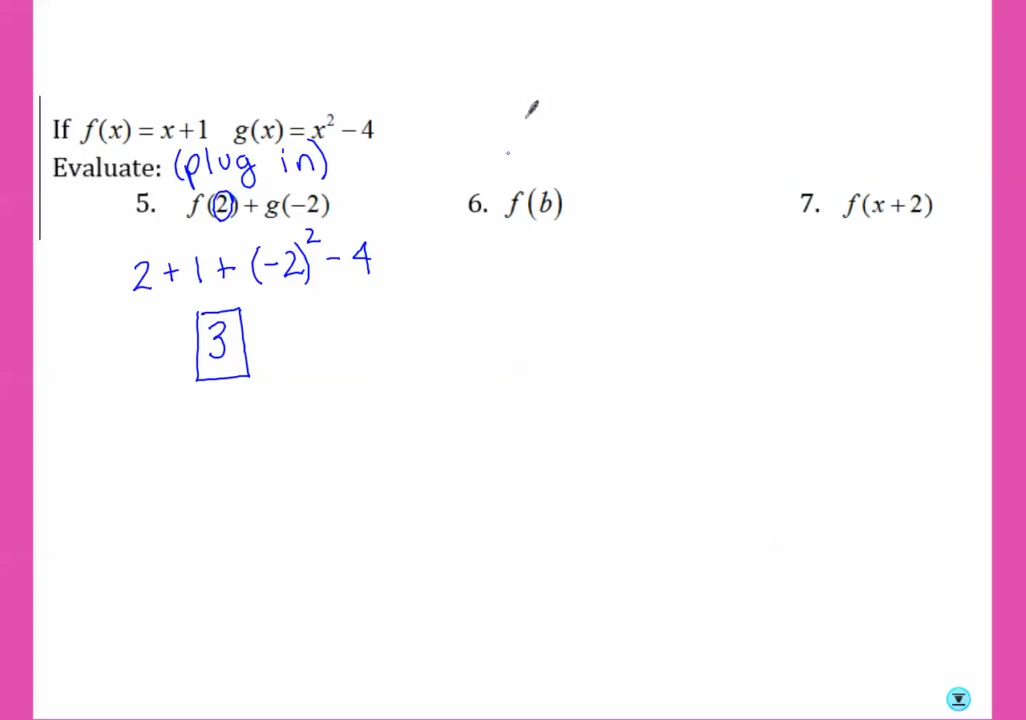 If f(x) = x+1   g(x) = x² − 4
Evaluate: (plug in)
5. f(2) + g(−2)   6. f(b)   7. f(x+2)
2 + 1 + (-2)² - 4
3